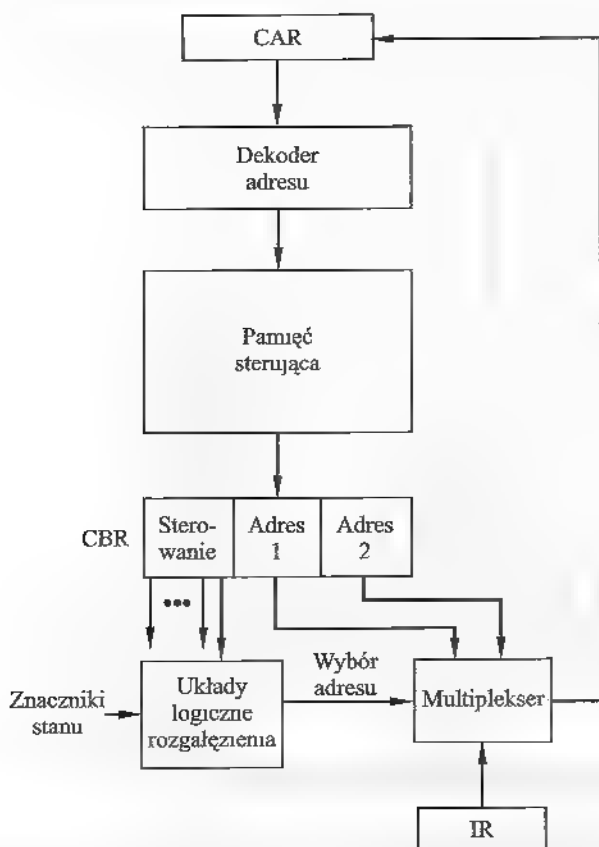 CAR
Dekoder
adresu
Pamięć
sterująca
CBR
Stero-
wanie
Adres
1
Adres
2
Znaczniki
stanu
Układy
logiczne
rozgałęzienia
Wybór
adresu
Multiplekser
IR